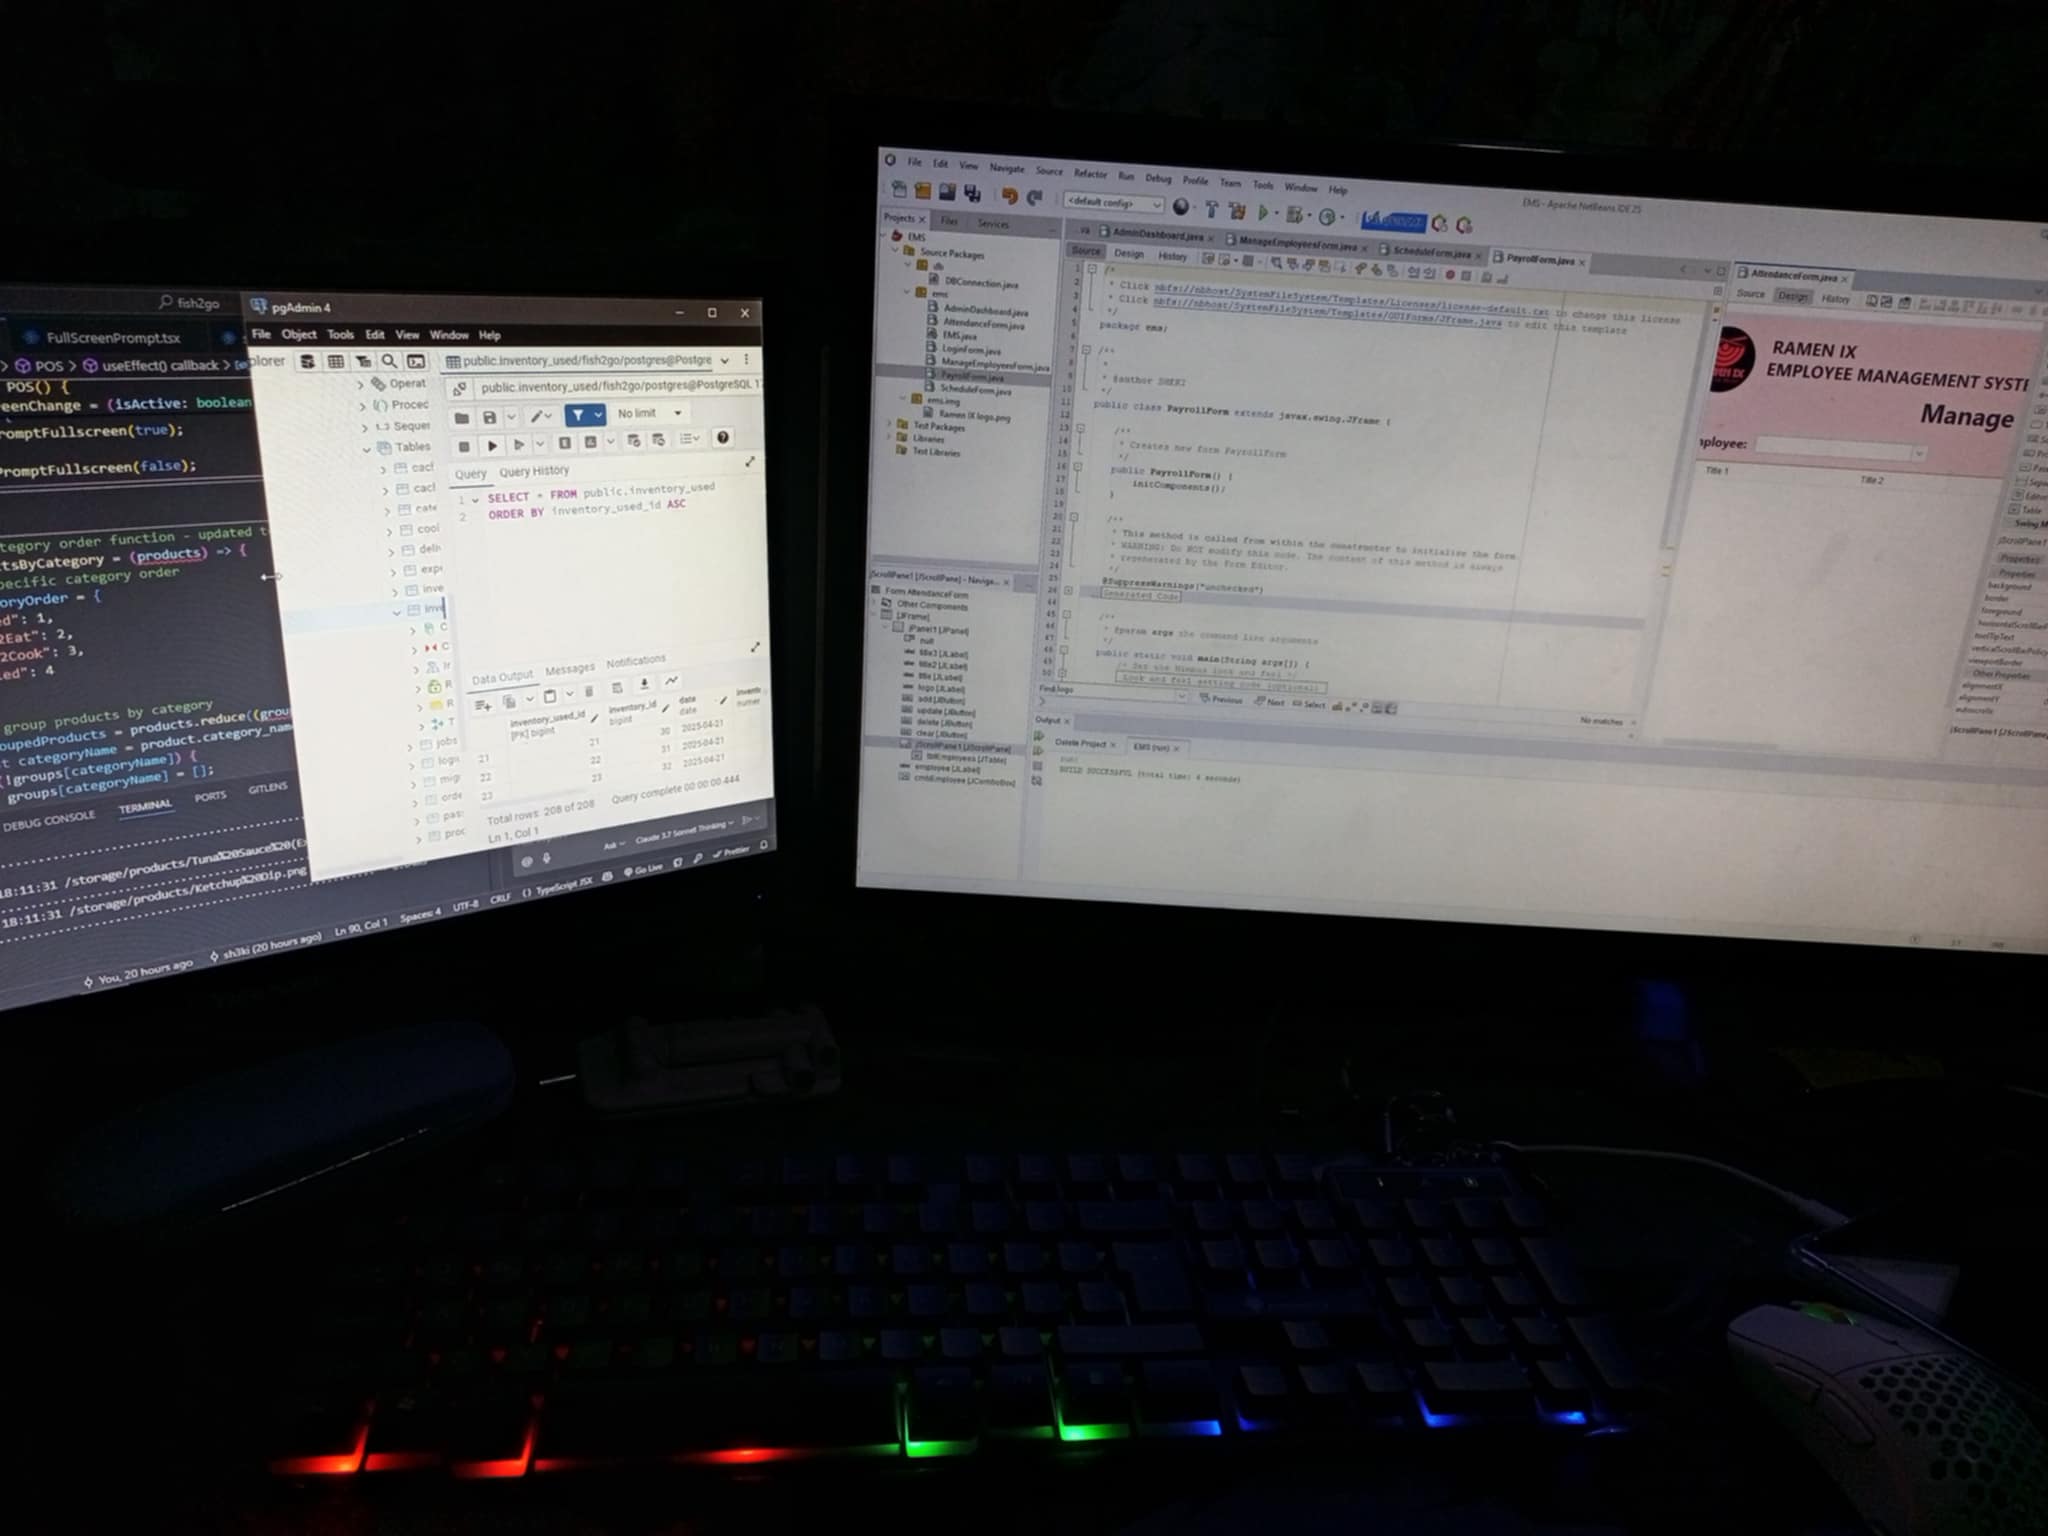 fish2go
FullScreenPrompt.tsx
POS > useEffect() callback >
POS() {
eenChange = (isActive: boolean
romptFullscreen(true);
PromptFullscreen(false);
tegory order function - updated t
tsByCategory = (products) => {
pecific category order
oryOrder = {
d": 1,
2Eat": 2,
2Cook": 3,
ed": 4
group products by category
oupedProducts = products.reduce((grou
t categoryName = product.category_nam
(!groups[categoryName]) {
groups[categoryName] = [];
DEBUG CONSOLE TERMINAL PORTS GITLENS
18:11:31 /storage/products/Tuna%20Sauce%20(E
18:11:31 /storage/products/Ketchup%20Dip.png
You, 20 hours ago sh3ki (20 hours ago) Ln 90, Col 1 Spaces: 4 UTF-8 CRLF {} TypeScript JSX Go Live Prettier
Ask Claude 3.7 Sonnet Thinking
pgAdmin 4
File Object Tools Edit View Window Help
plorer
public.inventory_used/fish2go/postgres@Postgre
public.inventory_used/fish2go/postgres@PostgreSQL 1
No limit
Operat
Procec
Sequer
Tables
cacl
cate
cool
deli
expe
inve
inve
jobs
logi
mig
orde
pas
proc
Query Query History
1 SELECT * FROM public.inventory_used
2 ORDER BY inventory_used_id ASC
Data Output Messages Notifications
inventory_used_id [PK] bigint
inventory_id bigint
date date
21 21 30 2025-04-21
22 22 31 2025-04-21
23 23 32 2025-04-21
Total rows: 208 of 208 Query complete 00:00:00.444
Ln 1, Col 1
File Edit View Navigate Source Refactor Run Debug Profile Team Tools Window Help
EMS - Apache NetBeans IDE 25
<default config>
Projects Files Services
EMS
Source Packages
db
DBConnection.java
ems
AdminDashboard.java
AttendanceForm.java
EMS.java
LoginForm.java
ManageEmployeesForm.java
PayrollForm.java
ScheduleForm.java
ems.img
Ramen IX logo.png
Test Packages
Libraries
Test Libraries
jScrollPane1 [JScrollPane] - Naviga...
Form AttendanceForm
Other Components
[JFrame]
jPanel1 [JPanel]
null
title3 [JLabel]
title2 [JLabel]
title [JLabel]
logo [JLabel]
add [JButton]
update [JButton]
delete [JButton]
clear [JButton]
jScrollPane1 [JScrollPane]
tblEmployees [JTable]
employee [JLabel]
cmbEmployee [JComboBox]
va AdminDashboard.java ManageEmployeesForm.java ScheduleForm.java PayrollForm.java
Source Design History
/*
* Click nbfs://nbhost/SystemFileSystem/Templates/Licenses/license-default.txt to change this license
* Click nbfs://nbhost/SystemFileSystem/Templates/GUIForms/JFrame.java to edit this template
*/
package ems;
/**
*
* @author SHEKI
*/
public class PayrollForm extends javax.swing.JFrame {
/**
* Creates new form PayrollForm
*/
public PayrollForm() {
initComponents();
}
/**
* This method is called from within the constructor to initialize the form.
* WARNING: Do NOT modify this code. The content of this method is always
* regenerated by the Form Editor.
*/
@SuppressWarnings("unchecked")
Generated Code
/**
* @param args the command line arguments
*/
public static void main(String args[]) {
/* Set the Nimbus look and feel */
Look and feel setting code (optional)
Find: logo Previous Next Select No matches
Output
Delete Project EMS (run)
run:
BUILD SUCCESSFUL (total time: 4 seconds)
AttendanceForm.java
Source Design History
RAMEN IX
EMPLOYEE MANAGEMENT SYSTE
Manage
nployee:
Title 1 Title 2
Table
Swing M
Properties
Properties
background
border
foreground
horizontalScrollBarP
toolTipText
verticalScrollBarPolicy
viewportBorder
Other Properties
alignmentX
alignmentY
autoscrolls
jScrollPane1 [JScrollPane